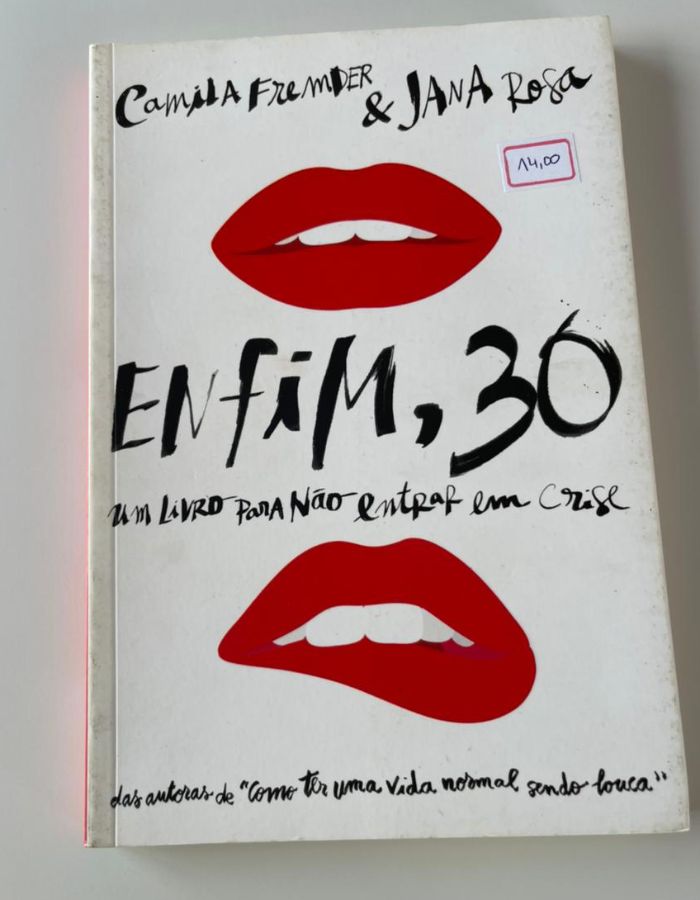 Camila Fremder
& Jana Rosa
14,00
ENfiM, 30
um LiVRO PaRA Não entrar em crise
das autoras de "como ter uma vida normal sendo louca"